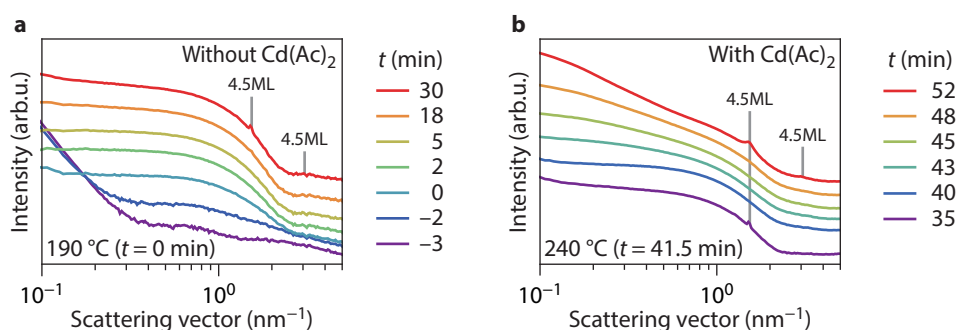 a
Without Cd(Ac)₂
t (min)
4.5ML
4.5ML
30
18
5
2
0
−2
−3
Intensity (arb.u.)
190 °C (t = 0 min)
10⁻¹
10⁰
Scattering vector (nm⁻¹)
b
With Cd(Ac)₂
t (min)
4.5ML
4.5ML
52
48
45
43
40
35
Intensity (arb.u.)
240 °C (t = 41.5 min)
10⁻¹
10⁰
Scattering vector (nm⁻¹)